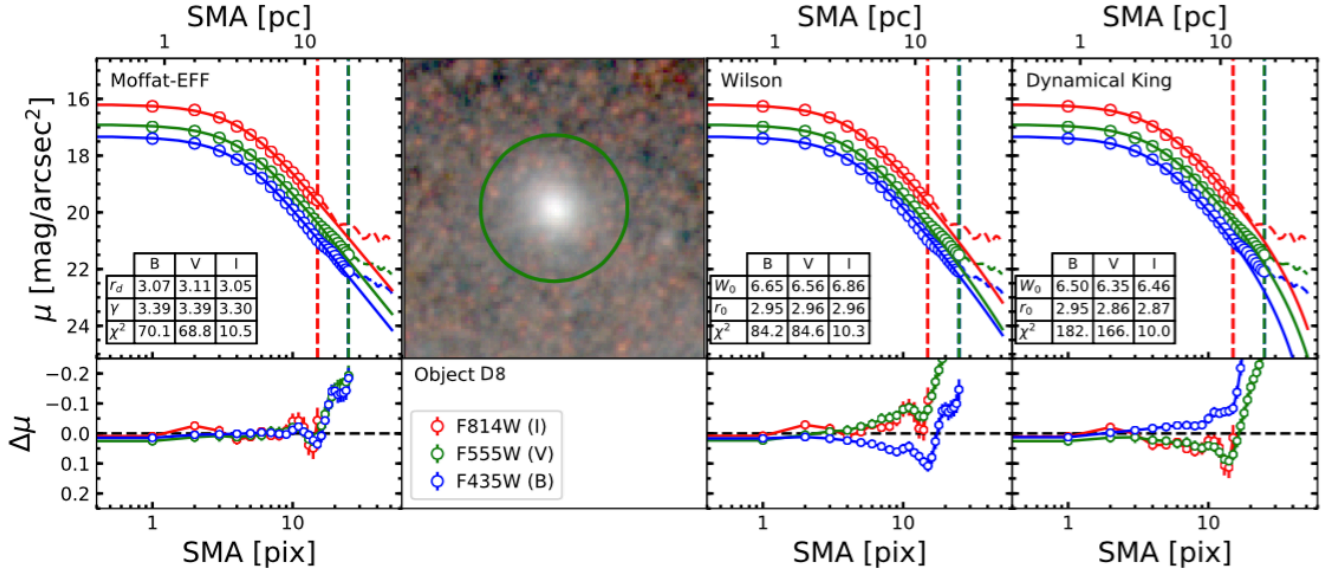 SMA [pc]
SMA [pc]
SMA [pc]
1 10
1 10
1 10
Moffat-EFF
Wilson
Dynamical King
μ [mag/arcsec²]
16
18
20
22
24
B V I
r_d 3.07 3.11 3.05
γ 3.39 3.39 3.30
χ² 70.1 68.8 10.5
B V I
W₀ 6.65 6.56 6.86
r₀ 2.95 2.96 2.96
χ² 84.2 84.6 10.3
B V I
W₀ 6.50 6.35 6.46
r₀ 2.95 2.86 2.87
χ² 182. 166. 10.0
Δμ
−0.2
−0.1
0.0
0.1
0.2
Object D8
F814W (I)
F555W (V)
F435W (B)
1 10
1 10
1 10
SMA [pix]
SMA [pix]
SMA [pix]